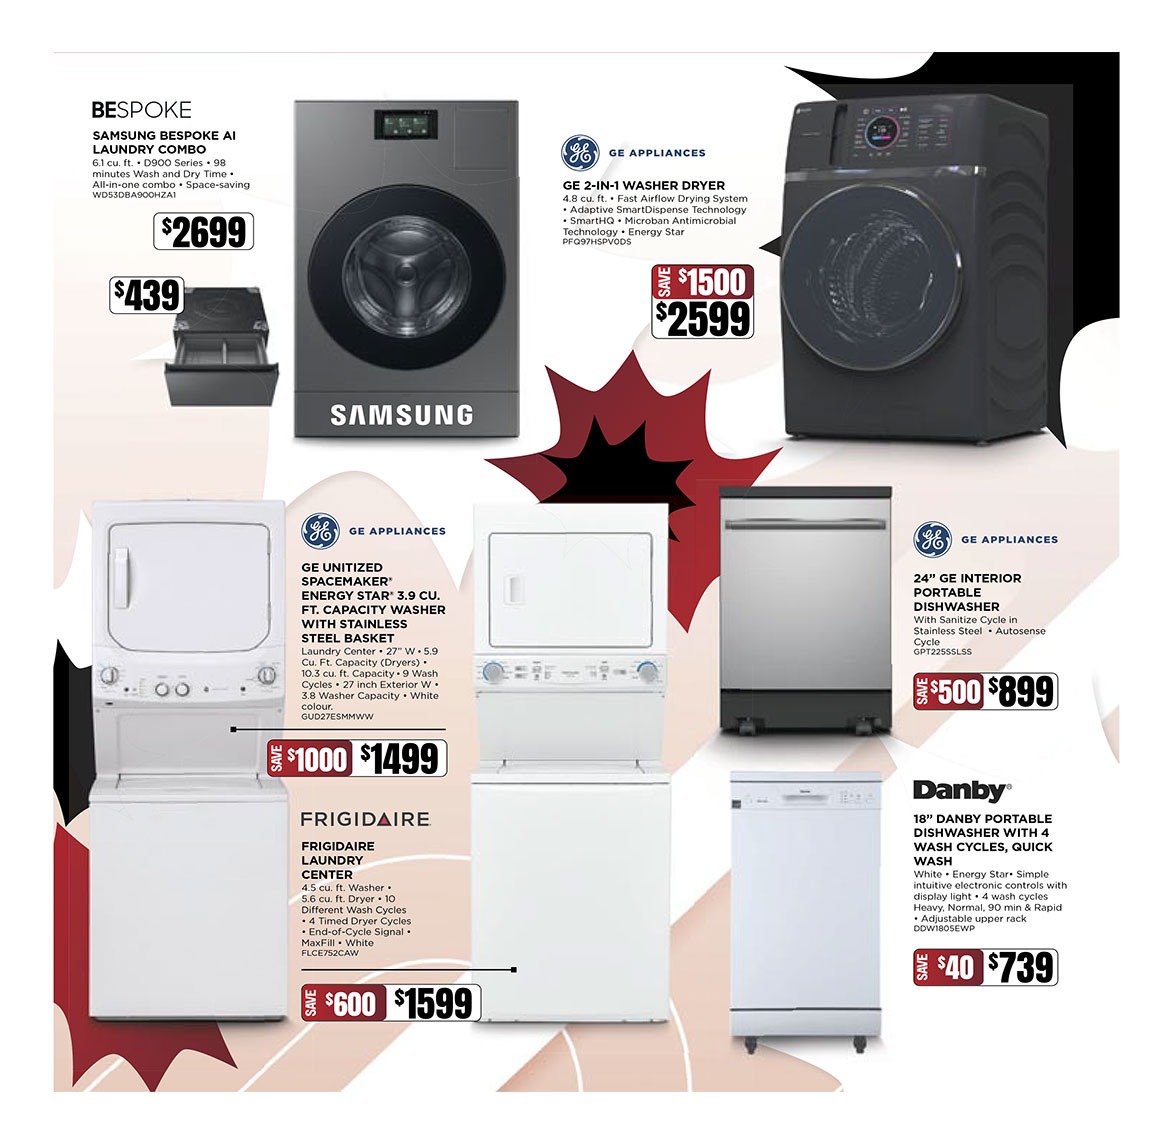 BESPOKE
SAMSUNG BESPOKE AI
LAUNDRY COMBO
6.1 cu. ft. • D900 Series • 98
minutes Wash and Dry Time •
All-in-one combo • Space-saving
WD53DBA900HZA1
$2699
$439
SAMSUNG
GE APPLIANCES
GE 2-IN-1 WASHER DRYER
4.8 cu. ft. • Fast Airflow Drying System
• Adaptive SmartDispense Technology
• SmartHQ • Microban Antimicrobial
Technology • Energy Star
PFQ97HSPV0DS
SAVE $1500
$2599
GE APPLIANCES
GE UNITIZED
SPACEMAKER®
ENERGY STAR® 3.9 CU.
FT. CAPACITY WASHER
WITH STAINLESS
STEEL BASKET
Laundry Center • 27" W • 5.9
Cu. Ft. Capacity (Dryers) •
10.3 cu. ft. Capacity • 9 Wash
Cycles • 27 inch Exterior W •
3.8 Washer Capacity • White
colour.
GUD27ESMMWW
SAVE $1000 $1499
FRIGIDAIRE
FRIGIDAIRE
LAUNDRY
CENTER
4.5 cu. ft. Washer •
5.6 cu. ft. Dryer • 10
Different Wash Cycles
• 4 Timed Dryer Cycles
• End-of-Cycle Signal •
MaxFill • White
FLCE752CAW
SAVE $600 $1599
GE APPLIANCES
24” GE INTERIOR
PORTABLE
DISHWASHER
With Sanitize Cycle in
Stainless Steel • Autosense
Cycle
GPT225SSLSS
SAVE $500 $899
Danby®
18” DANBY PORTABLE
DISHWASHER WITH 4
WASH CYCLES, QUICK
WASH
White • Energy Star• Simple
intuitive electronic controls with
display light • 4 wash cycles
Heavy, Normal, 90 min & Rapid
• Adjustable upper rack
DDW1805EWP
SAVE $40 $739